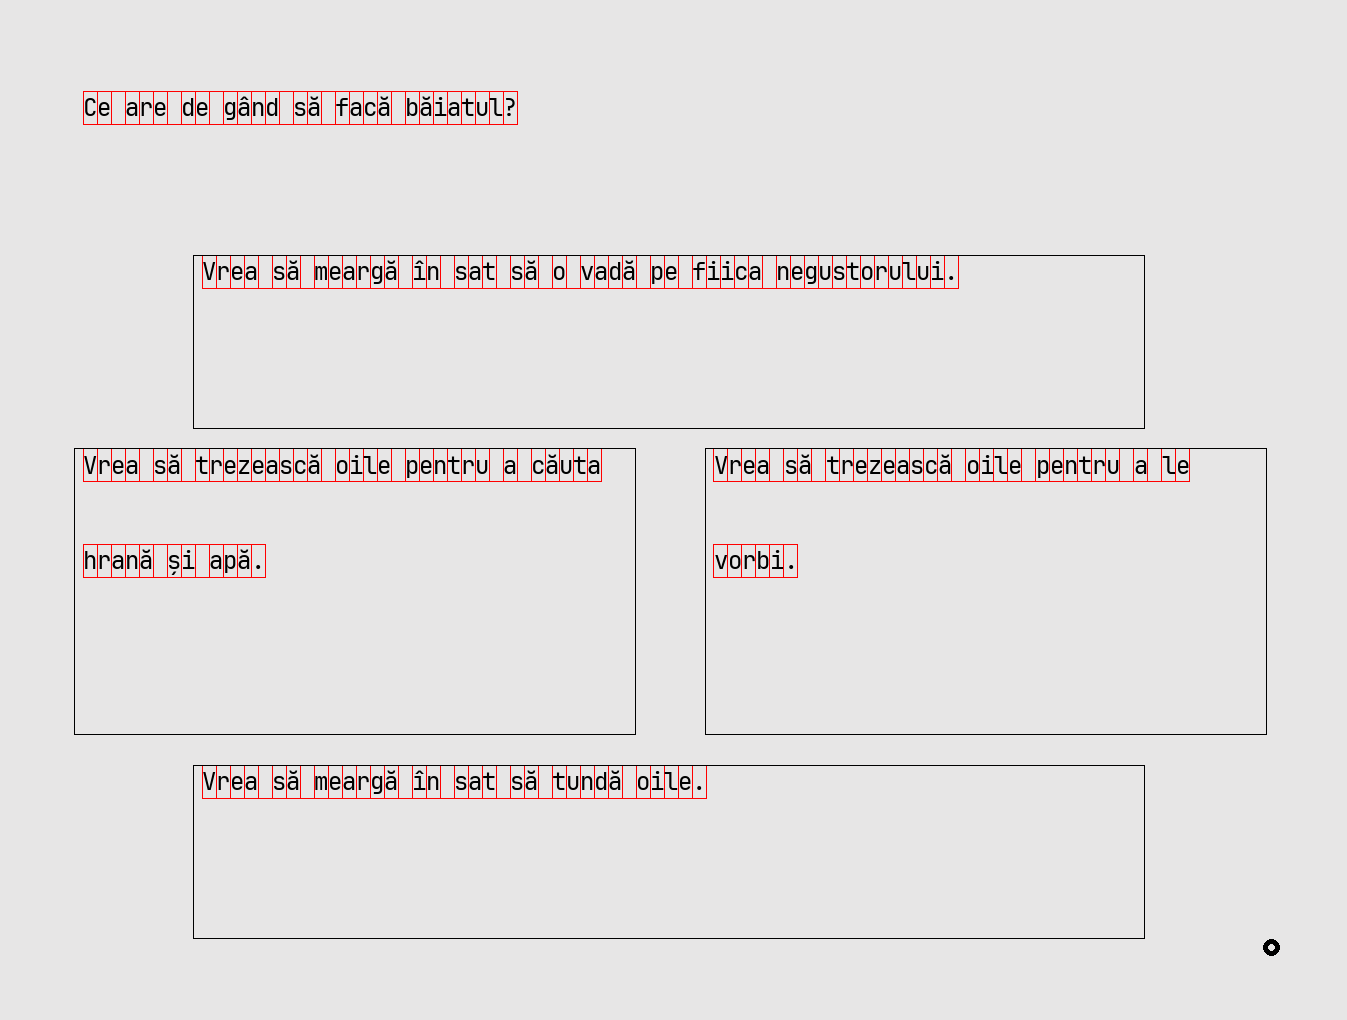 Ce are de gând să facă băiatul?
Vrea să meargă în sat să o vadă pe fiica negustorului.
Vrea să trezească oile pentru a căuta
hrană și apă.
Vrea să trezească oile pentru a le
vorbi.
Vrea să meargă în sat să tundă oile.